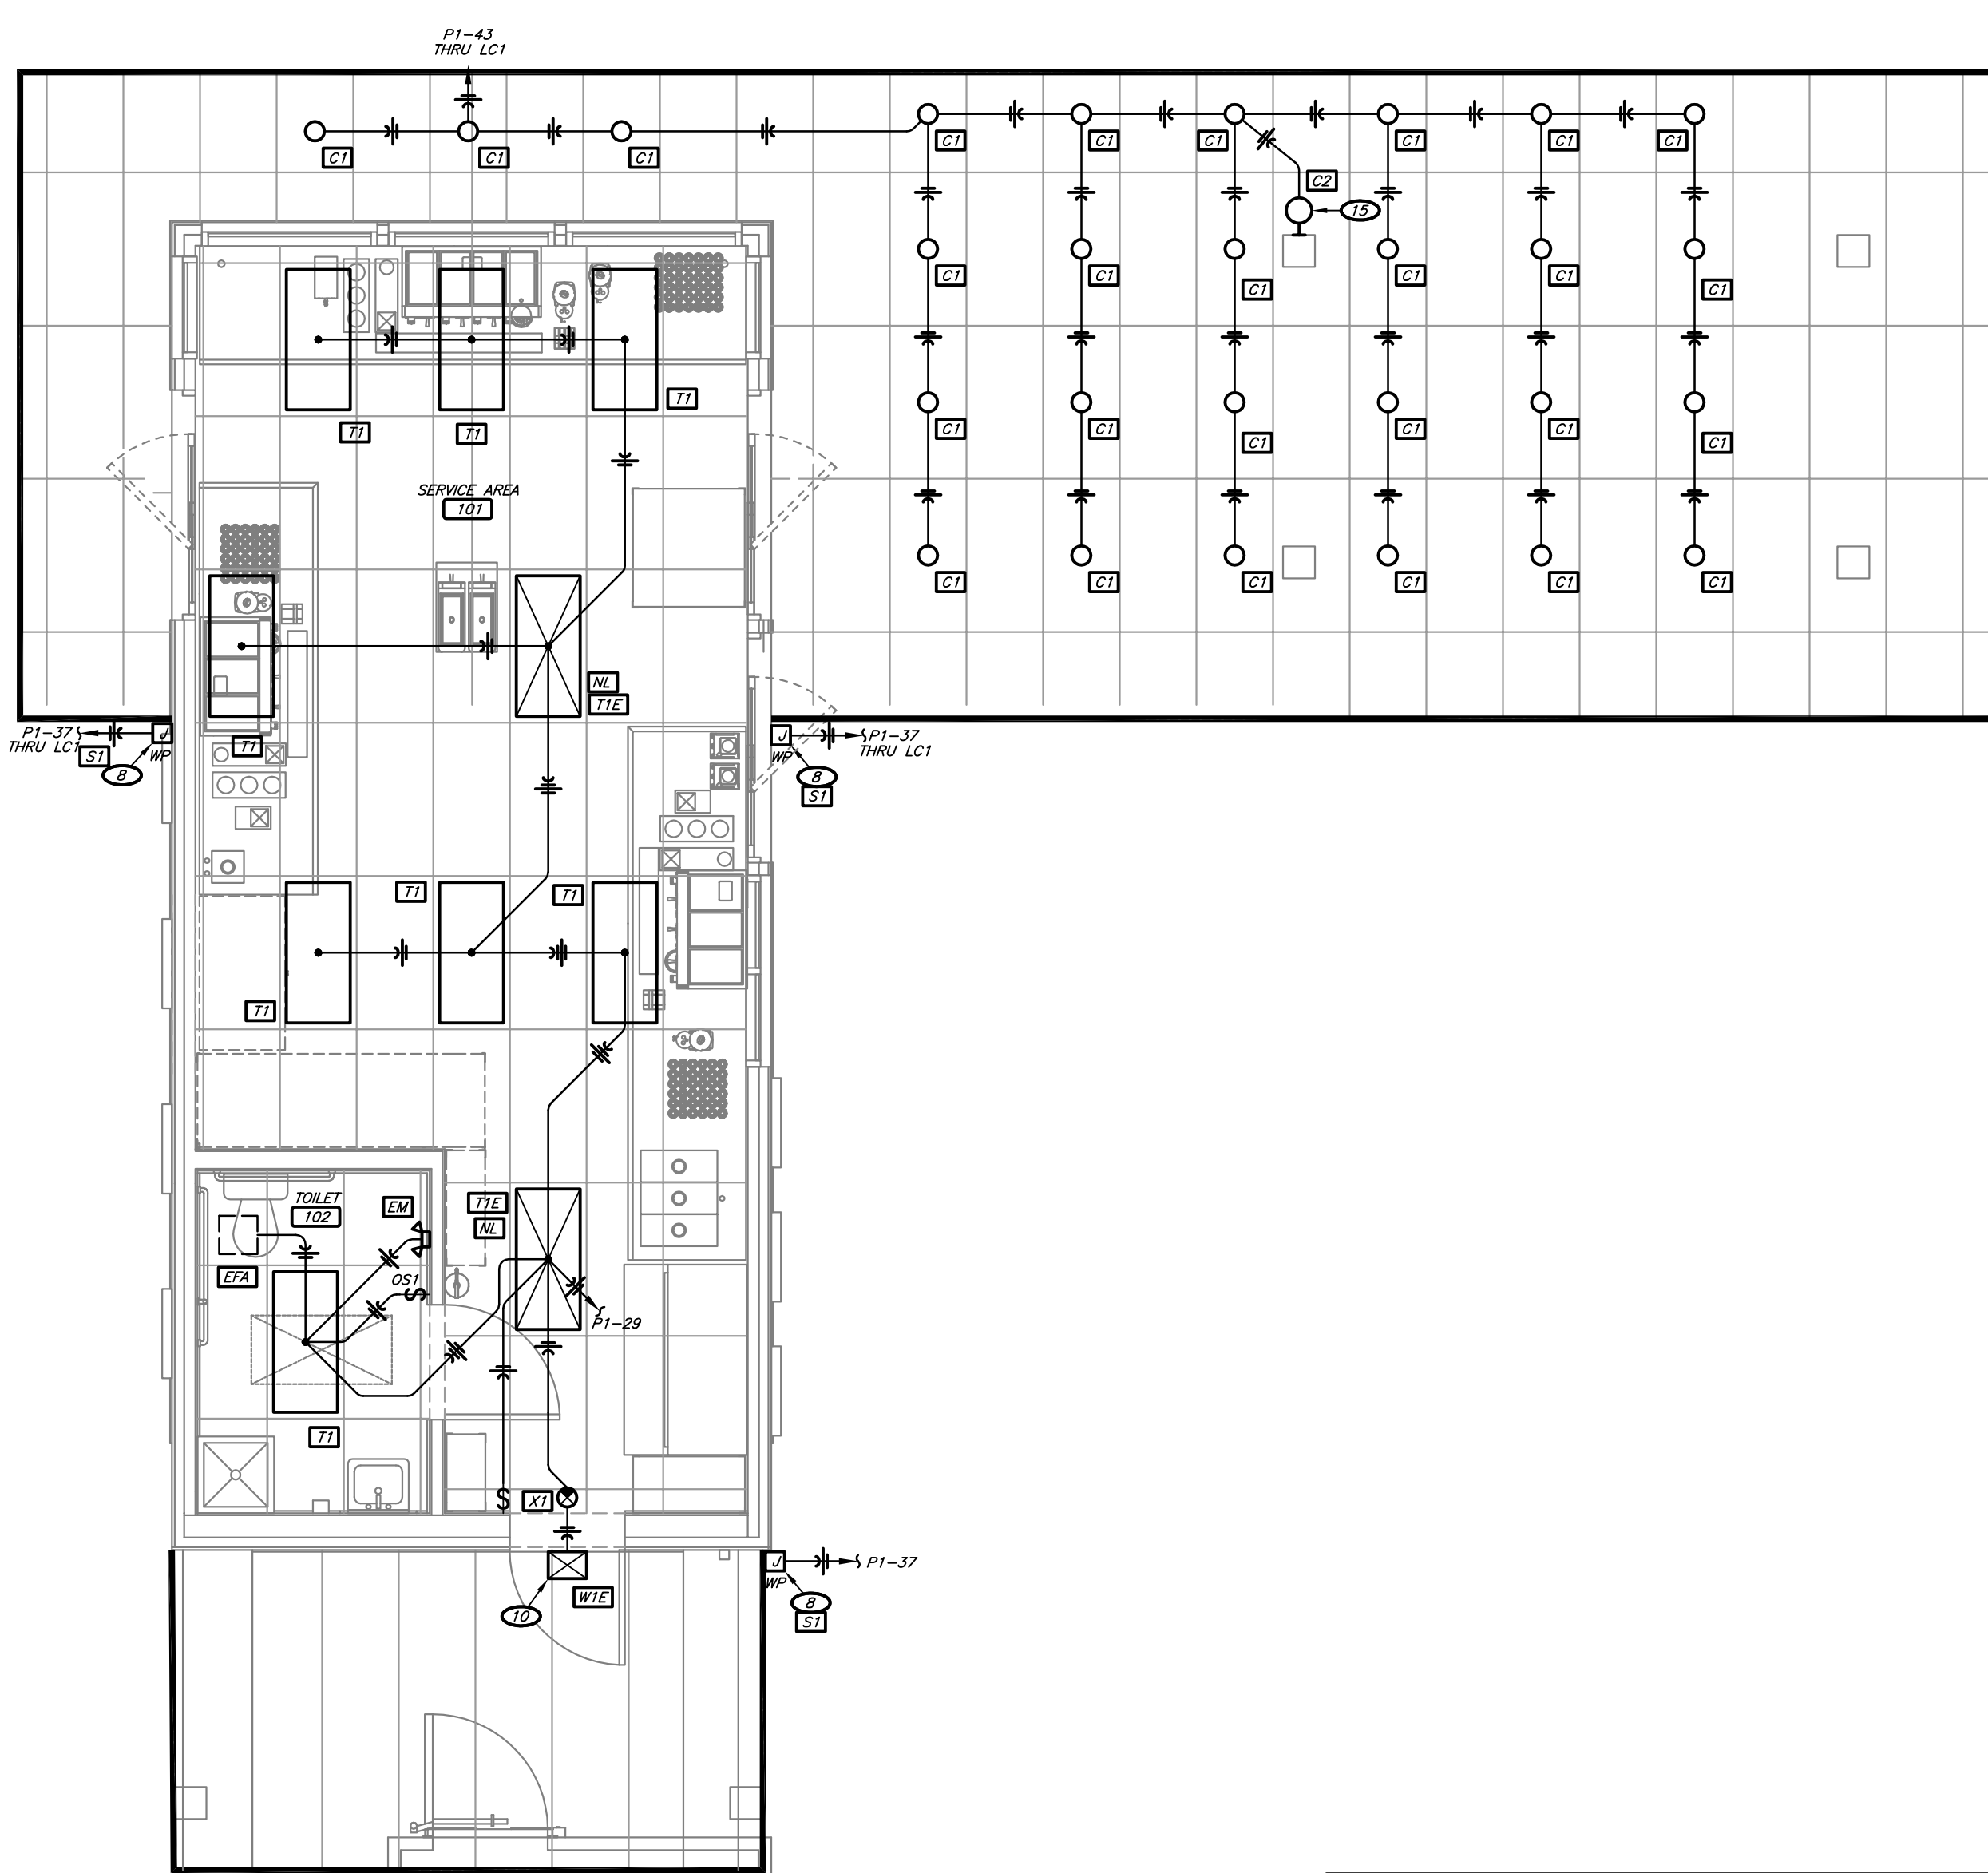 P1-43
THRU LC1
C1
C1
C1
C1
C1
C1
C1
C1
C1
C2
15
C1
C1
C1
C1
C1
C1
T1
T1
T1
C1
C1
C1
C1
C1
C1
SERVICE AREA
101
C1
C1
C1
C1
C1
C1
NL
T1E
P1-37
THRU LC1
S1
8
J
WP
T1
J
WP
P1-37
THRU LC1
8
S1
T1
T1
T1
TOILET
102
EM
T1E
NL
EFA
OS1
P1-29
T1
S
X1
W1E
10
J
WP
P1-37
8
S1